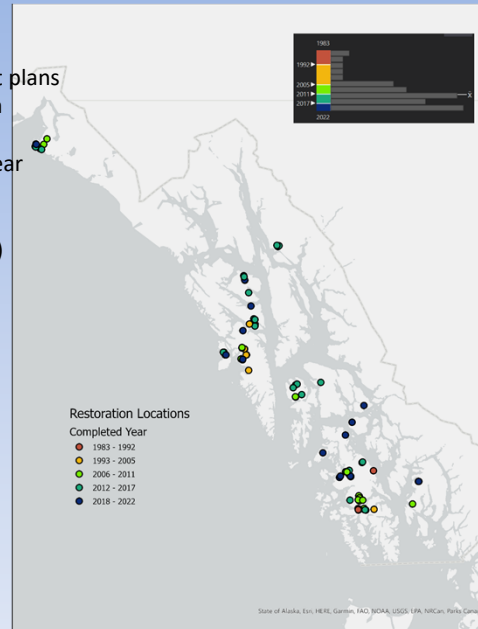 t plans
ear
)
1983
1992
2005
2011
2017
x̄
2022
Restoration Locations
Completed Year
1983 - 1992
1993 - 2005
2006 - 2011
2012 - 2017
2018 - 2022
State of Alaska, Esri, HERE, Garmin, FAO, NOAA, USGS, EPA, NRCan, Parks Cana